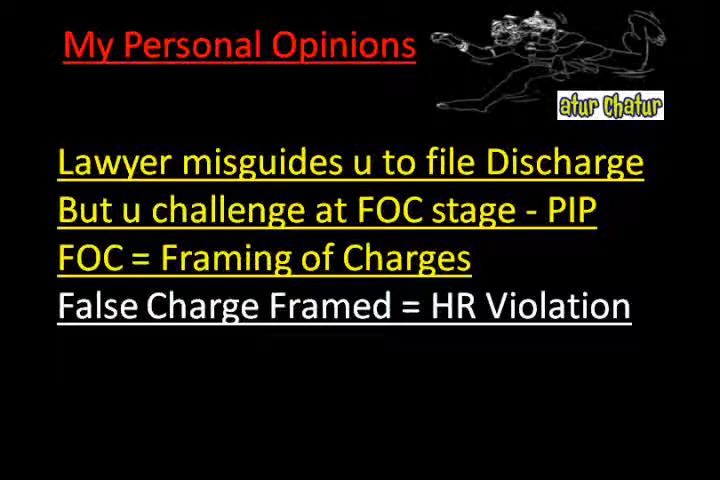 My Personal Opinions
atur chatur
Lawyer misguides u to file Discharge
But u challenge at FOC stage - PIP
FOC = Framing of Charges
False Charge Framed = HR Violation